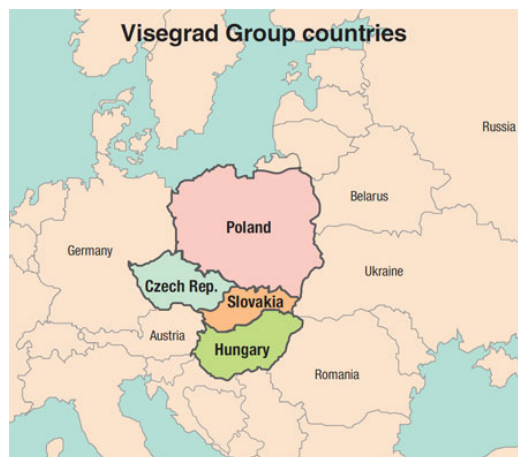 Visegrad Group countries
Russia
Belarus
Poland
Germany
Ukraine
Czech Rep.
Slovakia
Austria
Hungary
Romania